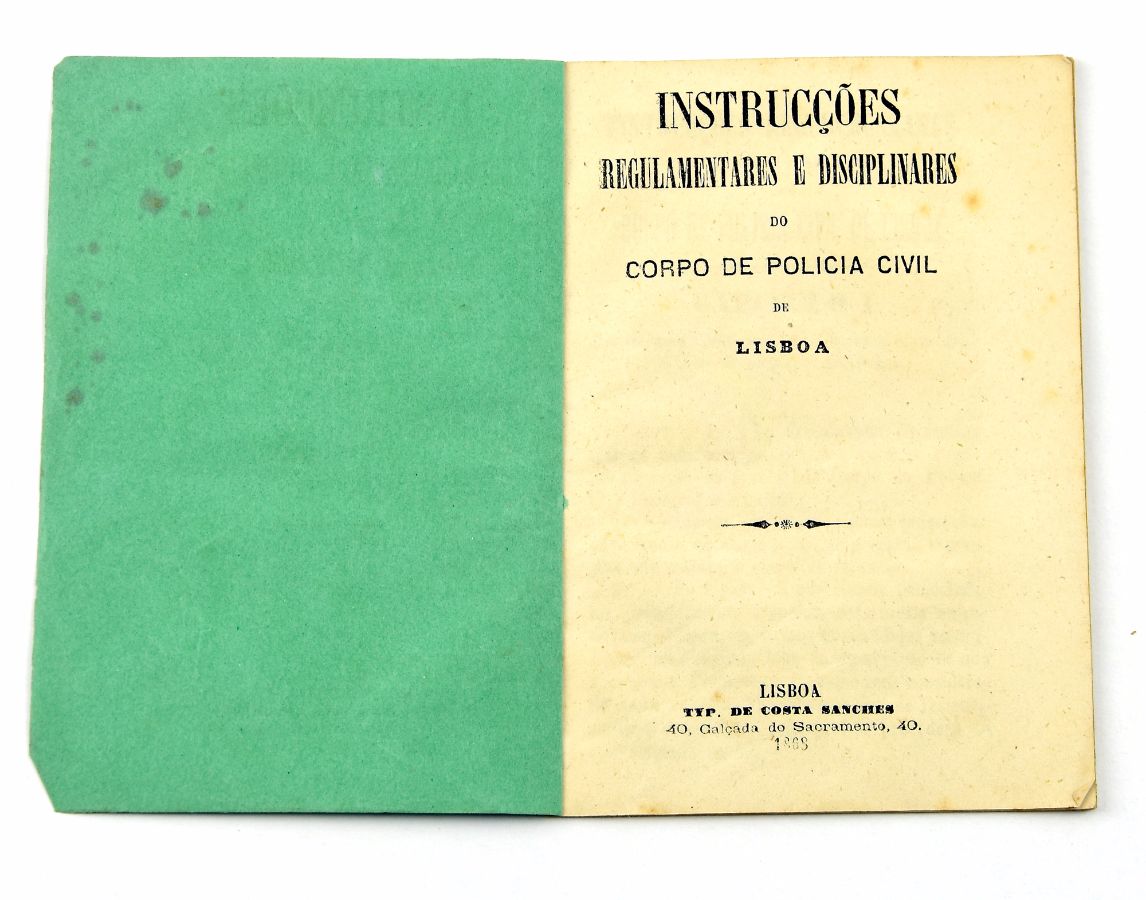 INSTRUCÇÕES
REGULAMENTARES E DISCIPLINARES
DO
CORPO DE POLICIA CIVIL
DE
LISBOA
LISBOA
TYP. DE COSTA SANCHES
40, Calçada do Sacramento, 40.
1868